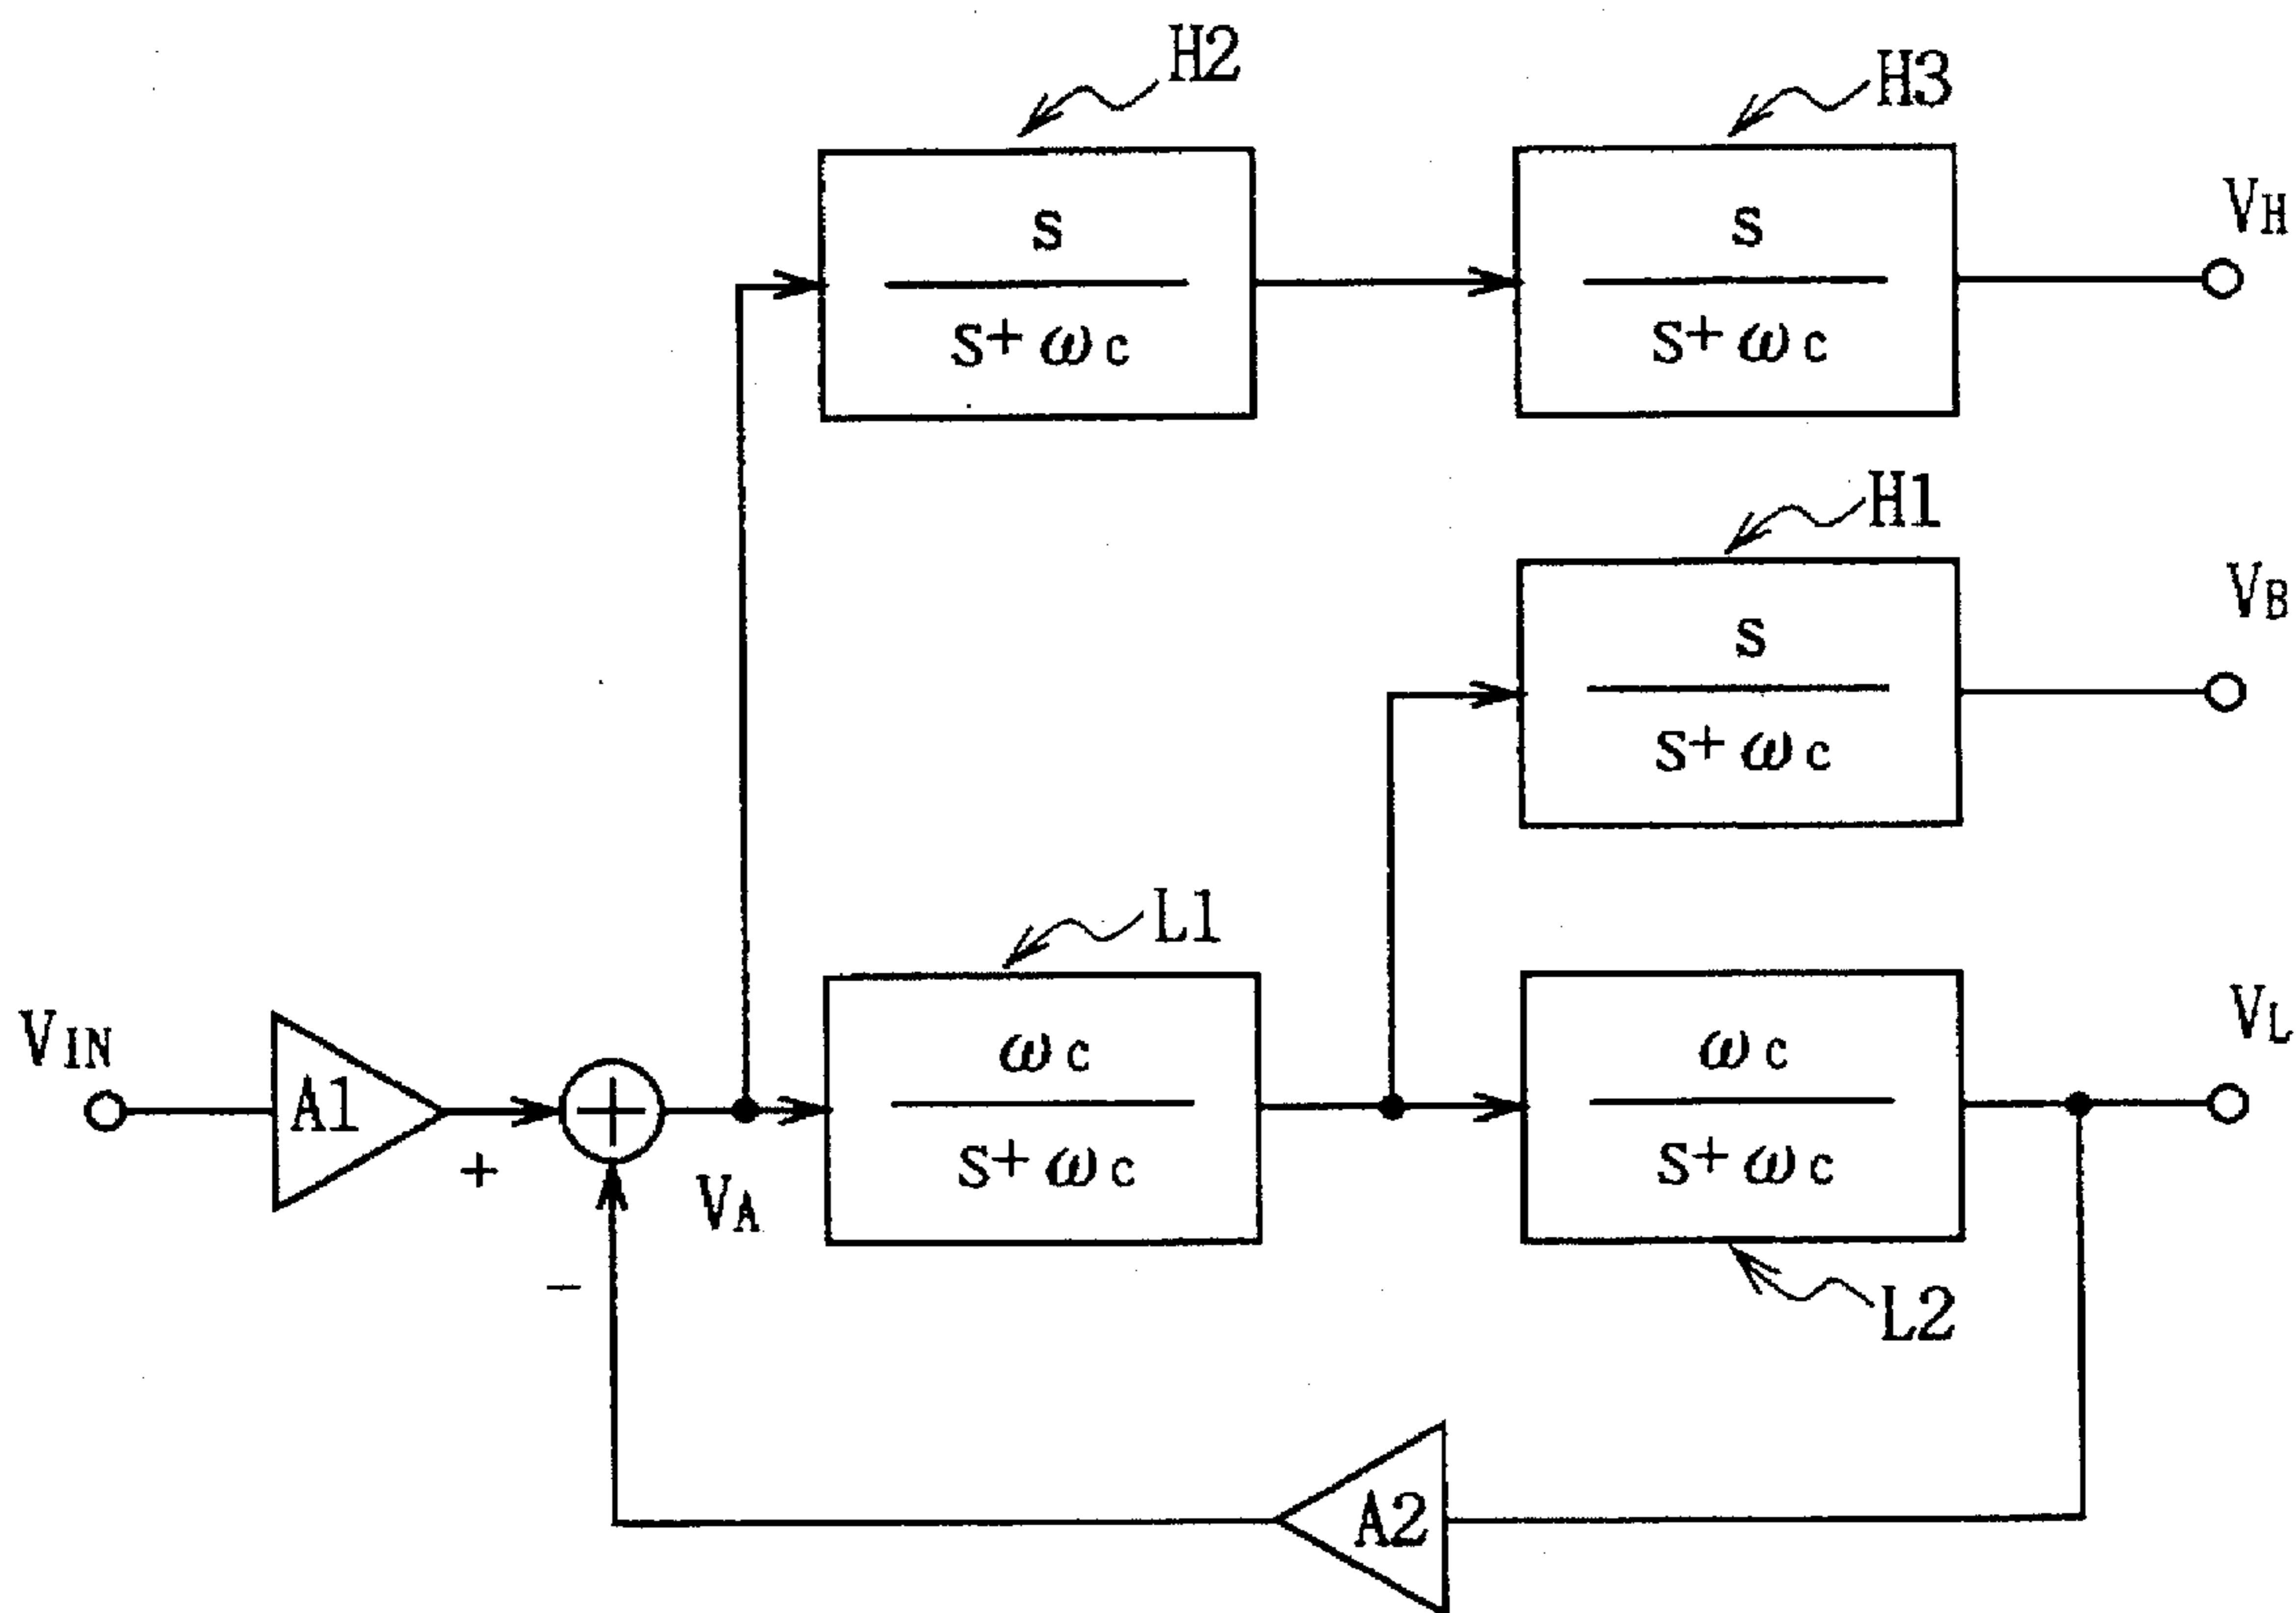 H2
H3
s
s+ωc
s
s+ωc
VH
H1
s
s+ωc
VB
L1
L2
VIN
A1
+
−
VA
ωc
s+ωc
ωc
s+ωc
VL
A2